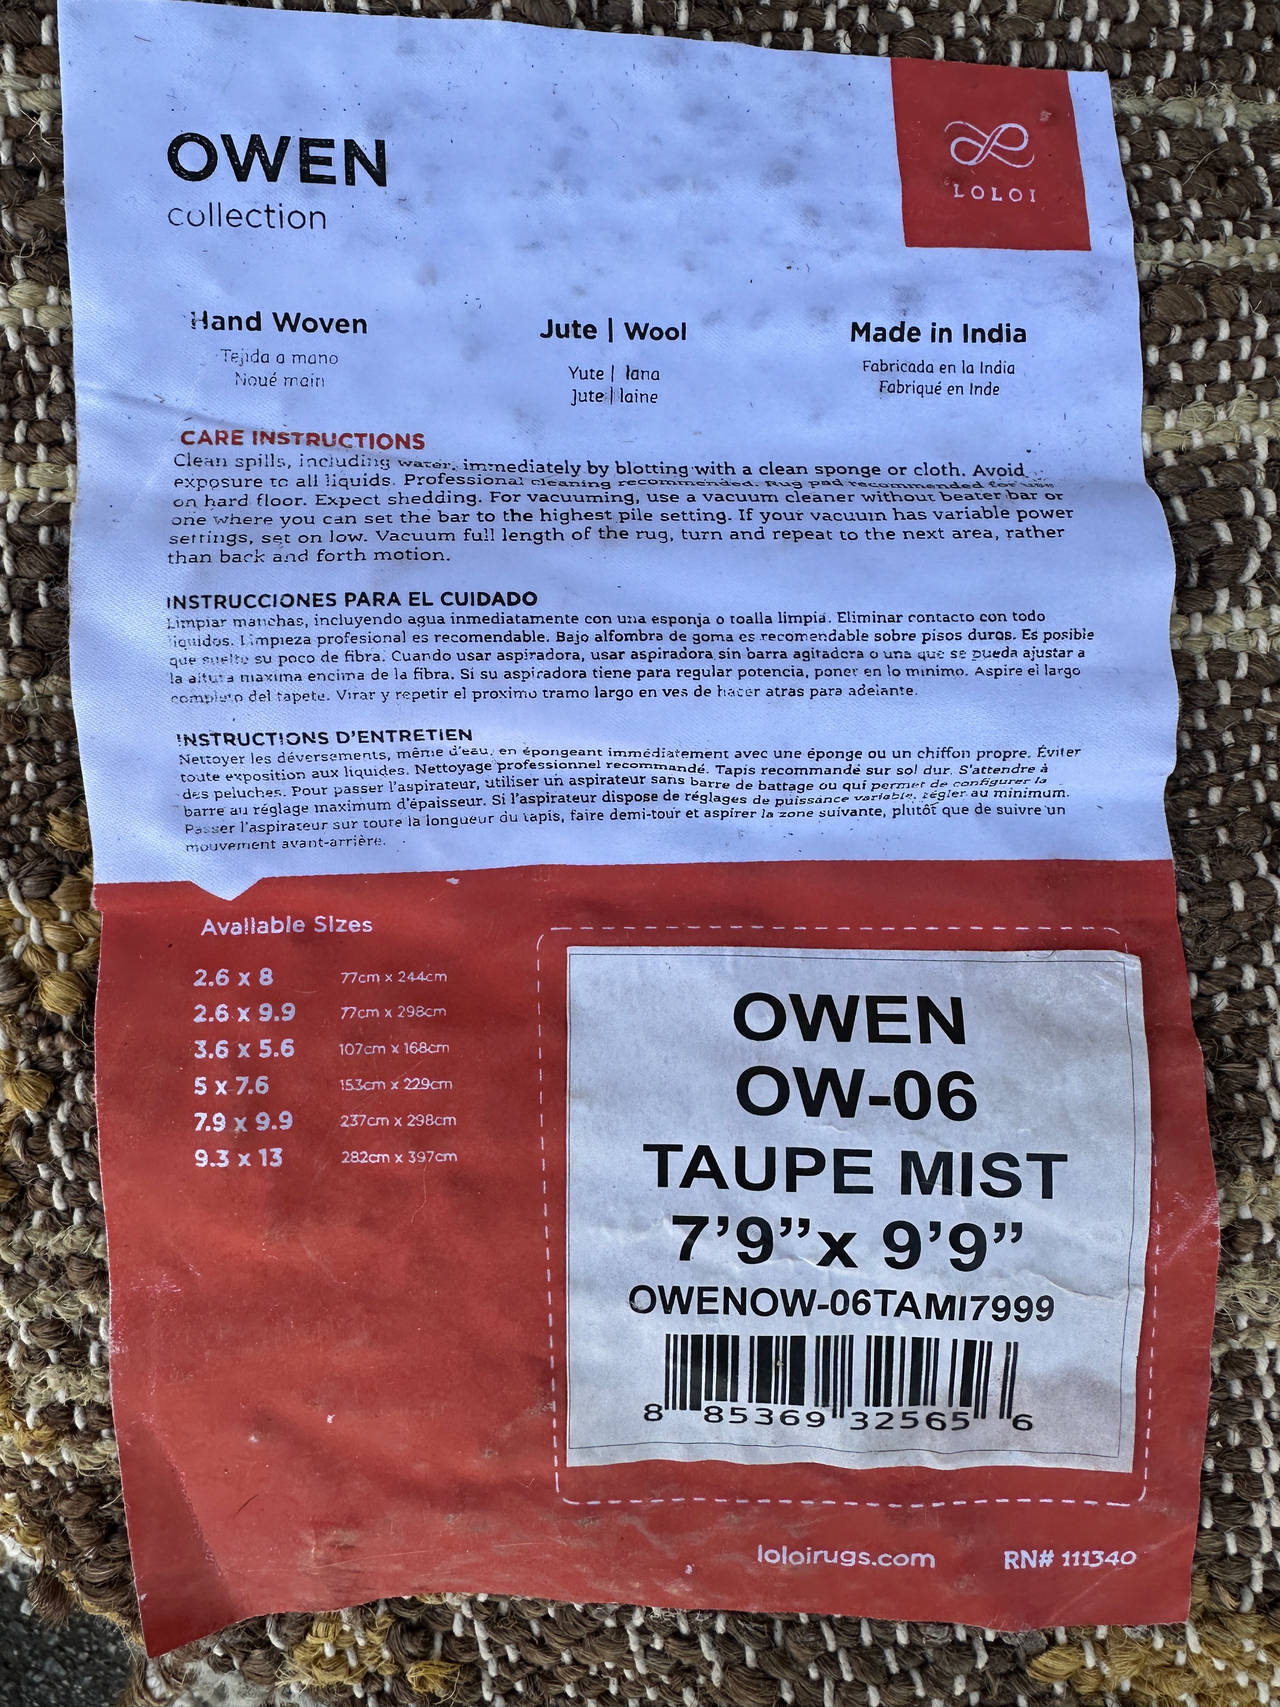 OWEN
collection
LOLOI
Hand Woven
Tejida a mano
Noué main
Jute | Wool
Yute | lana
Jute | laine
Made in India
Fabricada en la India
Fabriqué en Inde
CARE INSTRUCTIONS
Clean spills, including water, immediately by blotting with a clean sponge or cloth. Avoid
exposure to all liquids. Professional cleaning recommended. Rug pad recommended for use
on hard floor. Expect shedding. For vacuuming, use a vacuum cleaner without beater bar or
one where you can set the bar to the highest pile setting. If your vacuum has variable power
settings, set on low. Vacuum full length of the rug, turn and repeat to the next area, rather
than back and forth motion.
INSTRUCCIONES PARA EL CUIDADO
Limpiar manchas, incluyendo agua inmediatamente con una esponja o toalla limpia. Eliminar contacto con todo
liquidos. Limpieza profesional es recomendable. Bajo alfombra de goma es recomendable sobre pisos duros. Es posible
que suelte su poco de fibra. Cuando usar aspiradora, usar aspiradora sin barra agitadora o una que se pueda ajustar a
la altura maxima encima de la fibra. Si su aspiradora tiene para regular potencia, poner en lo minimo. Aspire el largo
completo del tapete. Virar y repetir el proximo tramo largo en ves de hacer atras para adelante.
INSTRUCTIONS D'ENTRETIEN
Nettoyer les déversements, même d'eau, en épongeant immédiatement avec une éponge ou un chiffon propre. Éviter
toute exposition aux liquides. Nettoyage professionnel recommandé. Tapis recommandé sur sol dur. S'attendre à
des peluches. Pour passer l'aspirateur, utiliser un aspirateur sans barre de battage ou qui permet de configurer la
barre au réglage maximum d'épaisseur. Si l'aspirateur dispose de réglages de puissance variable, régler au minimum.
Passer l'aspirateur sur toute la longueur du tapis, faire demi-tour et aspirer la zone suivante, plutôt que de suivre un
mouvement avant-arrière.
Available Sizes
2.6 x 8 77cm x 244cm
2.6 x 9.9 77cm x 298cm
3.6 x 5.6 107cm x 168cm
5 x 7.6 153cm x 229cm
7.9 x 9.9 237cm x 298cm
9.3 x 13 282cm x 397cm
OWEN
OW-06
TAUPE MIST
7'9"x 9'9"
OWENOW-06TAMI7999
8 85369 32565 6
loloirugs.com RN# 111340